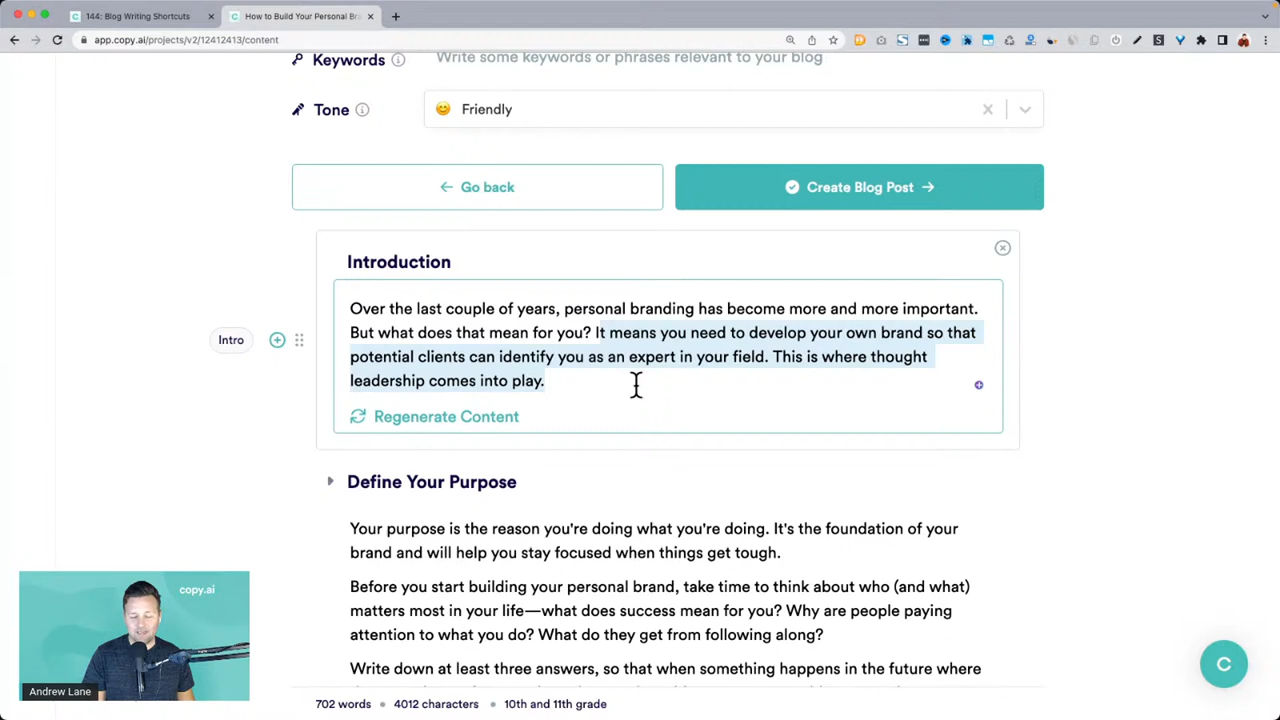 144: Blog Writing Shortcuts
How to Build Your Personal Bra
app.copy.ai/projects/v2/12412413/content
Keywords
Write some keywords or phrases relevant to your blog
Tone
Friendly
Go back
Create Blog Post
Introduction
Over the last couple of years, personal branding has become more and more important.
But what does that mean for you? It means you need to develop your own brand so that
potential clients can identify you as an expert in your field. This is where thought
leadership comes into play.
Intro
Regenerate Content
Define Your Purpose
Your purpose is the reason you're doing what you're doing. It's the foundation of your
brand and will help you stay focused when things get tough.
Before you start building your personal brand, take time to think about who (and what)
matters most in your life—what does success mean for you? Why are people paying
attention to what you do? What do they get from following along?
Write down at least three answers, so that when something happens in the future where
copy.ai
Andrew Lane
C
702 words
4012 characters
10th and 11th grade